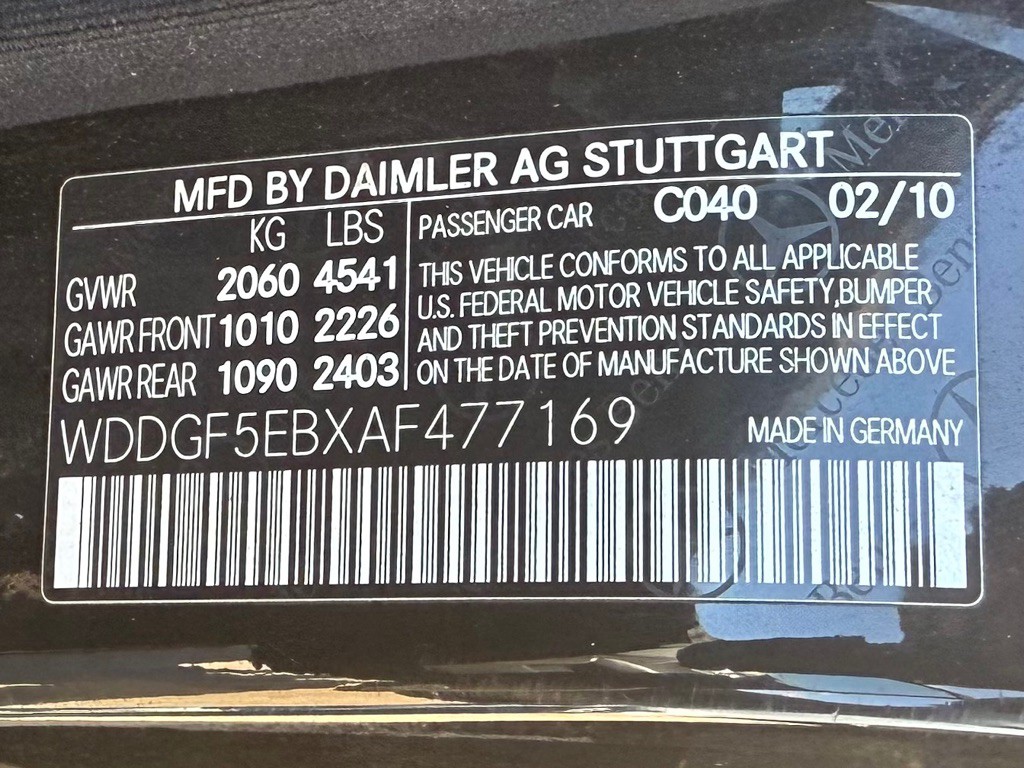 MFD BY DAIMLER AG STUTTGART
KG LBS
GVWR 2060 4541
GAWR FRONT 1010 2226
GAWR REAR 1090 2403
PASSENGER CAR C040 02/10
THIS VEHICLE CONFORMS TO ALL APPLICABLE
U.S. FEDERAL MOTOR VEHICLE SAFETY,BUMPER
AND THEFT PREVENTION STANDARDS IN EFFECT
ON THE DATE OF MANUFACTURE SHOWN ABOVE
WDDGF5EBXAF477169
MADE IN GERMANY